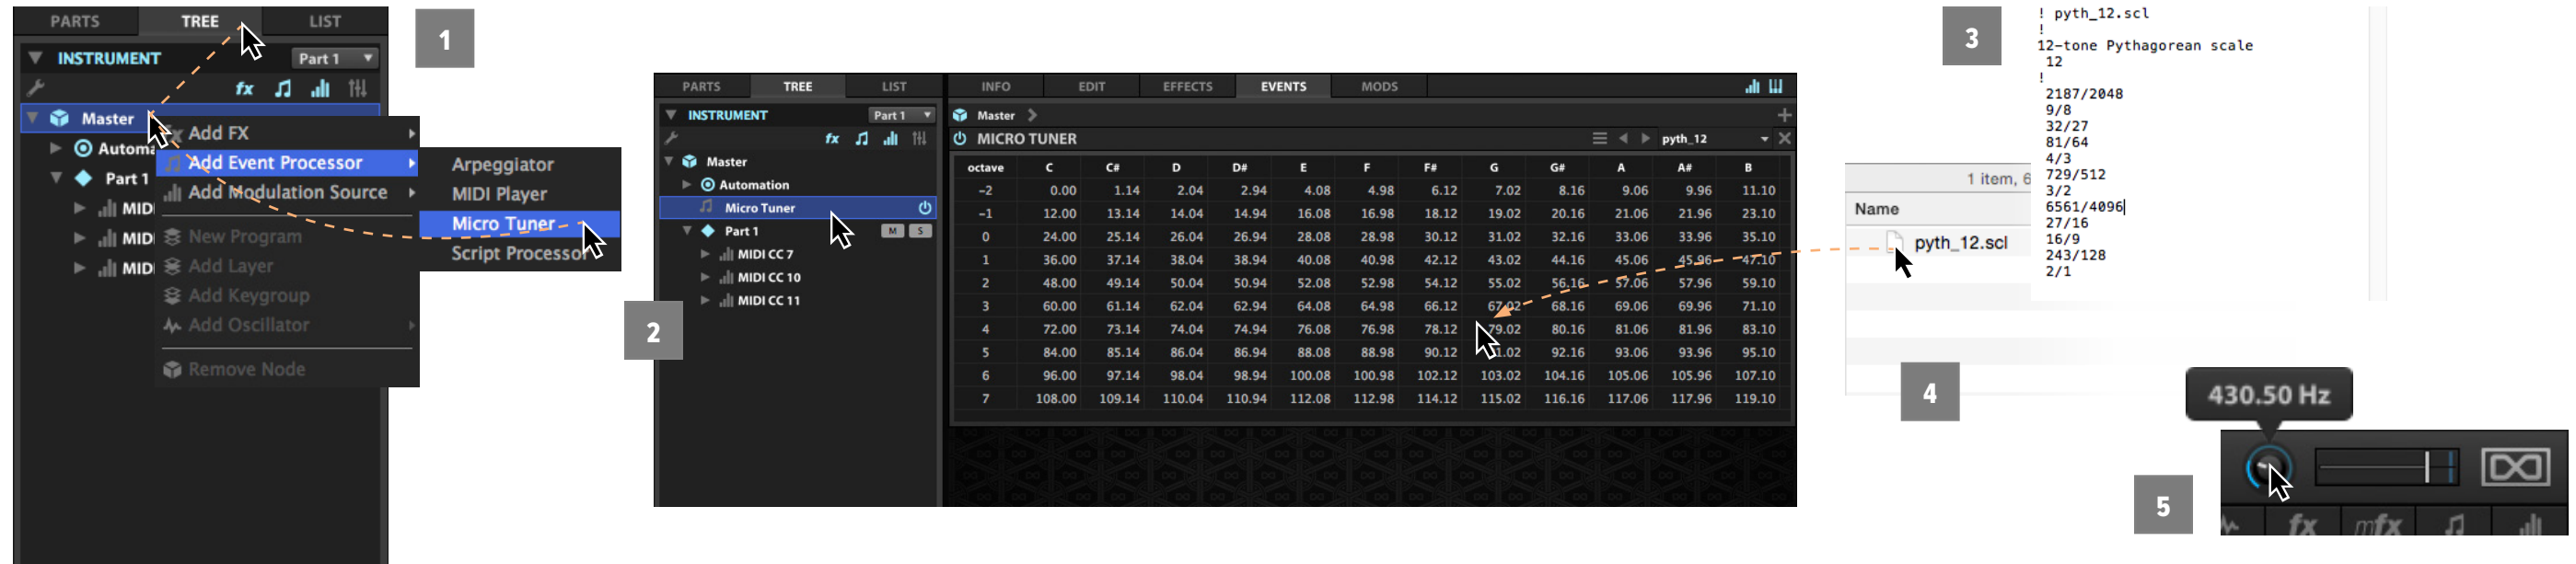 PARTS TREE LIST
1
INSTRUMENT Part 1
fx
Master
Add FX
Automa
Add Event Processor
Part 1
Add Modulation Source
MIDI
MIDI
MIDI
New Program
Add Layer
Add Keygroup
Add Oscillator
Remove Node
Arpeggiator
MIDI Player
Micro Tuner
Script Processor
2
PARTS TREE LIST
INSTRUMENT Part 1
fx
Master
Automation
Micro Tuner
Part 1 M S
MIDI CC 7
MIDI CC 10
MIDI CC 11
INFO EDIT EFFECTS EVENTS MODS
Master
MICRO TUNER pyth_12
octave C C# D D# E F F# G G# A A# B
-2 0.00 1.14 2.04 2.94 4.08 4.98 6.12 7.02 8.16 9.06 9.96 11.10
-1 12.00 13.14 14.04 14.94 16.08 16.98 18.12 19.02 20.16 21.06 21.96 23.10
0 24.00 25.14 26.04 26.94 28.08 28.98 30.12 31.02 32.16 33.06 33.96 35.10
1 36.00 37.14 38.04 38.94 40.08 40.98 42.12 43.02 44.16 45.06 45.96 47.10
2 48.00 49.14 50.04 50.94 52.08 52.98 54.12 55.02 56.16 57.06 57.96 59.10
3 60.00 61.14 62.04 62.94 64.08 64.98 66.12 67.02 68.16 69.06 69.96 71.10
4 72.00 73.14 74.04 74.94 76.08 76.98 78.12 79.02 80.16 81.06 81.96 83.10
5 84.00 85.14 86.04 86.94 88.08 88.98 90.12 91.02 92.16 93.06 93.96 95.10
6 96.00 97.14 98.04 98.94 100.08 100.98 102.12 103.02 104.16 105.06 105.96 107.10
7 108.00 109.14 110.04 110.94 112.08 112.98 114.12 115.02 116.16 117.06 117.96 119.10
3
! pyth_12.scl
!
12-tone Pythagorean scale
12
!
2187/2048
9/8
32/27
81/64
4/3
729/512
3/2
6561/4096
27/16
16/9
243/128
2/1
1 item, 6
Name
pyth_12.scl
4
430.50 Hz
5
fx mfx